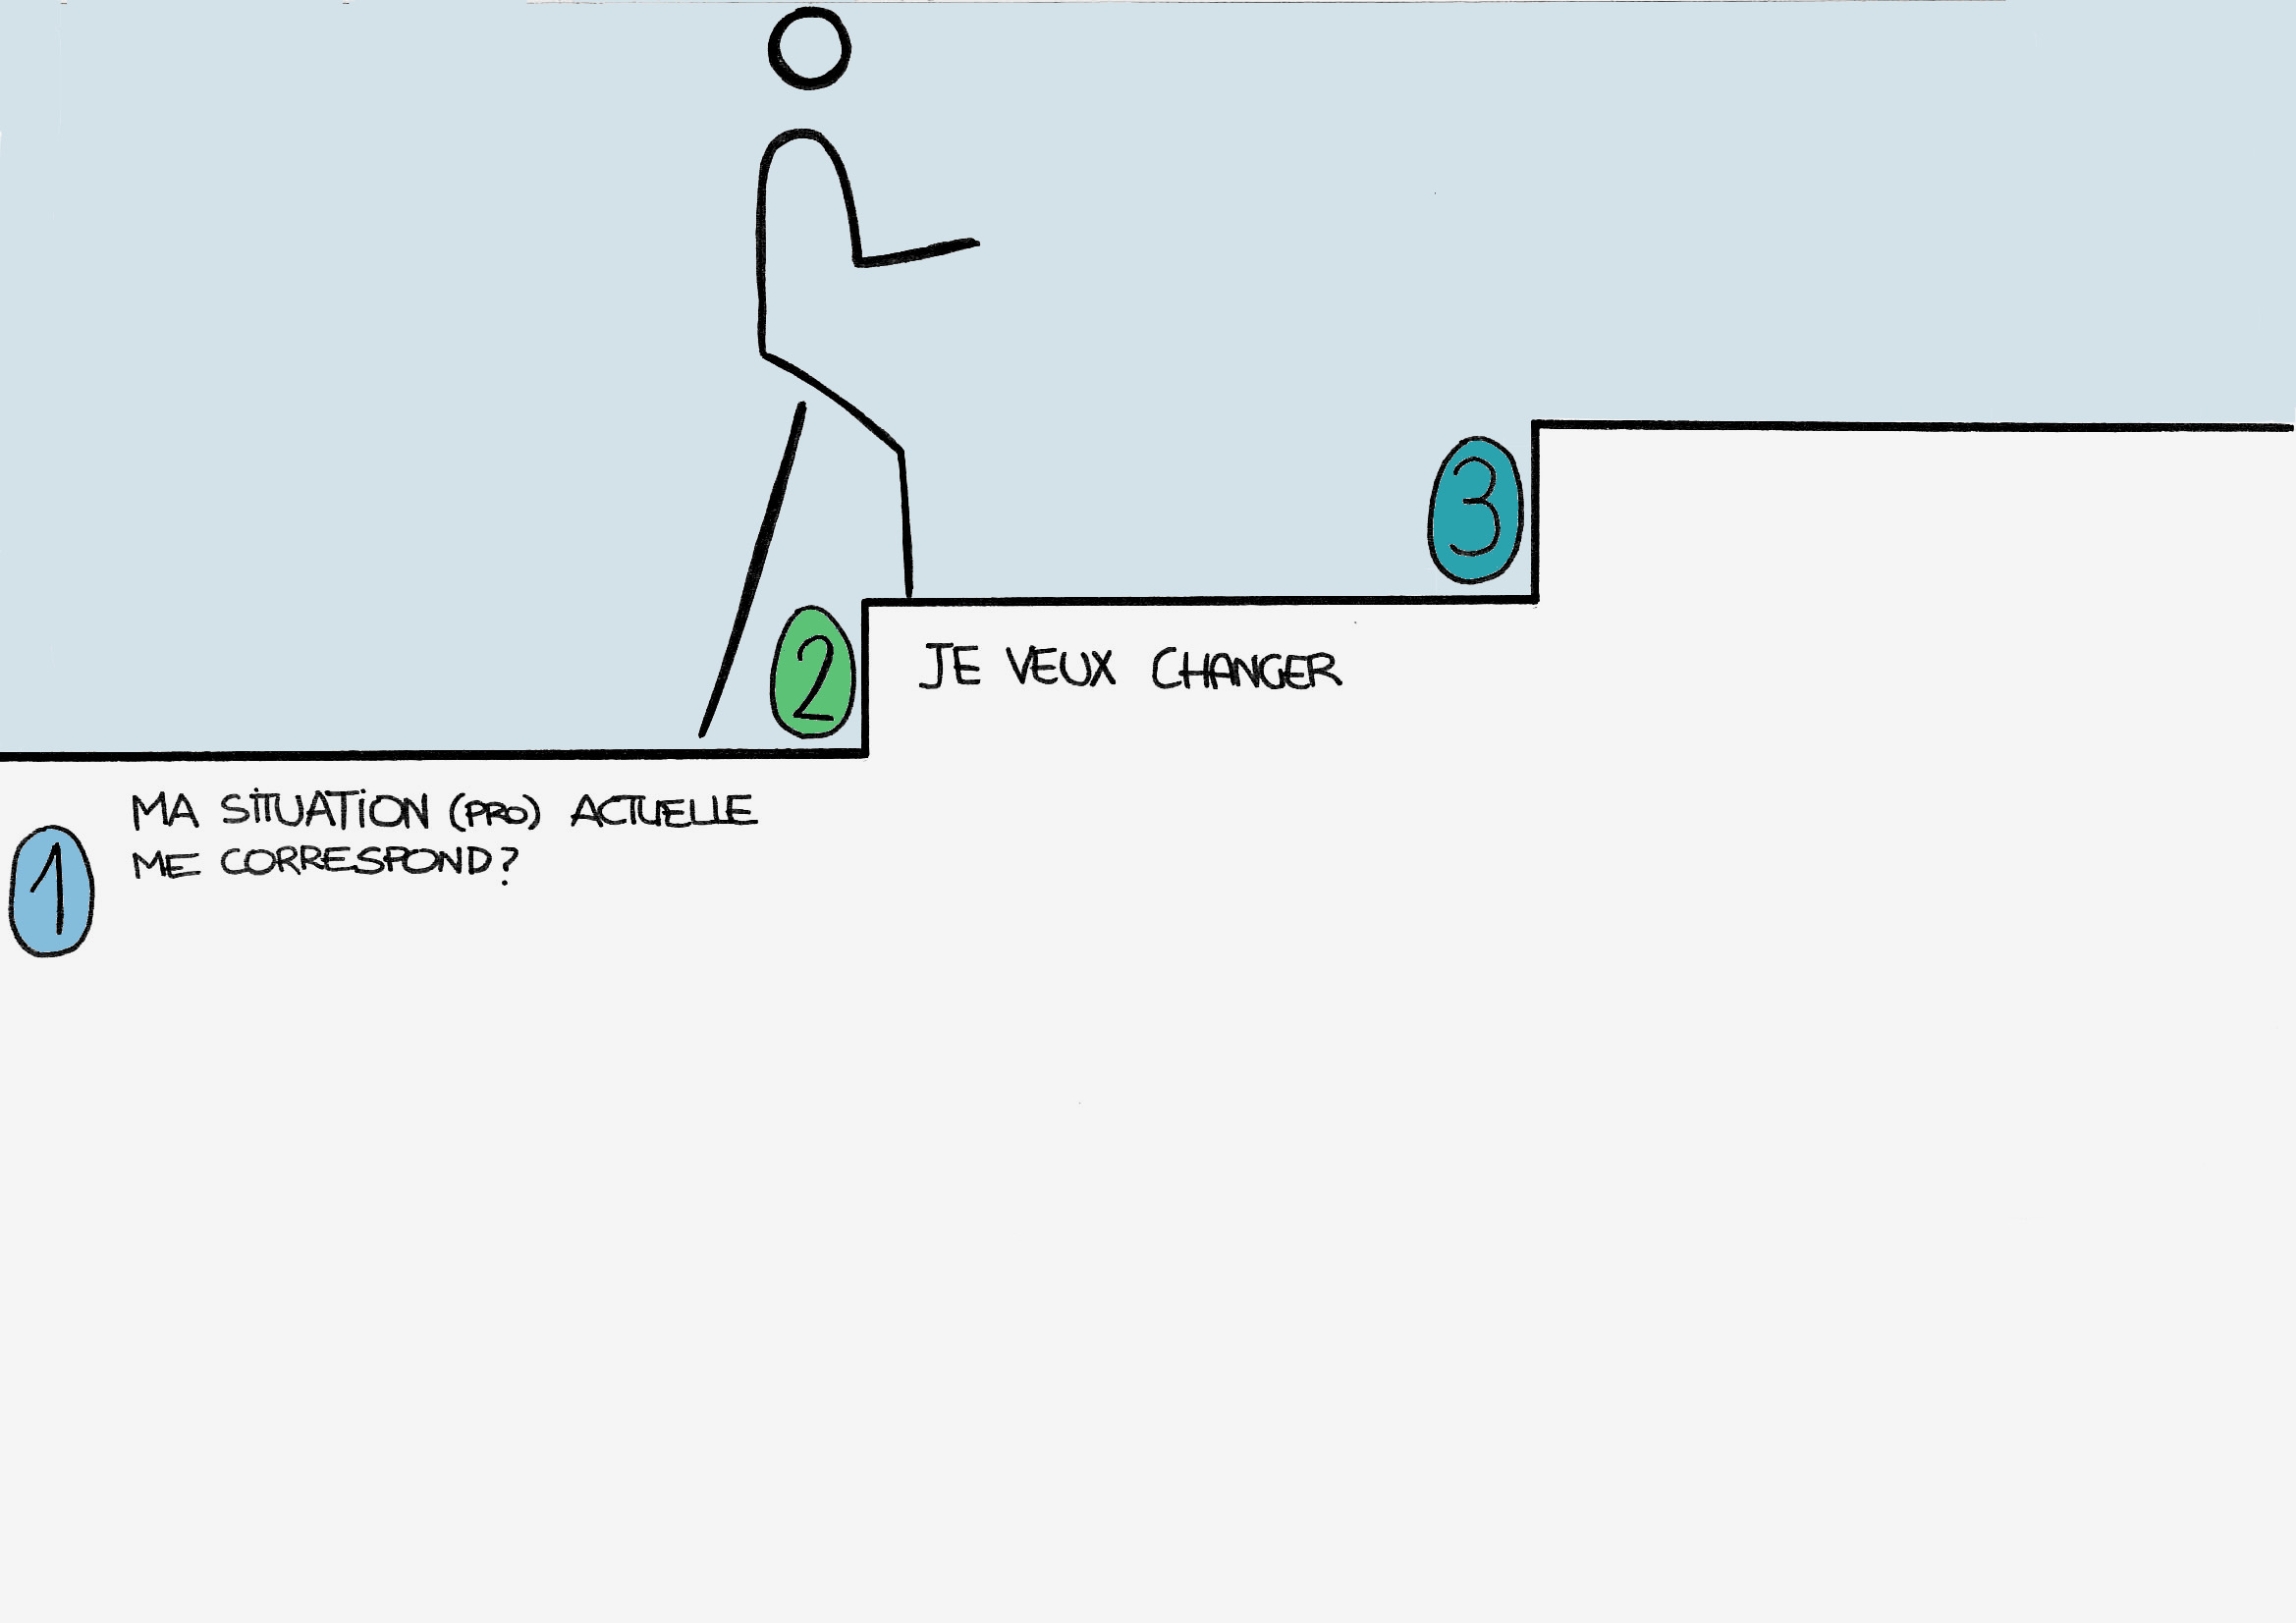 3
2
JE VEUX CHANGER
MA SITUATION (PRO) ACTUELLE
ME CORRESPOND?
1